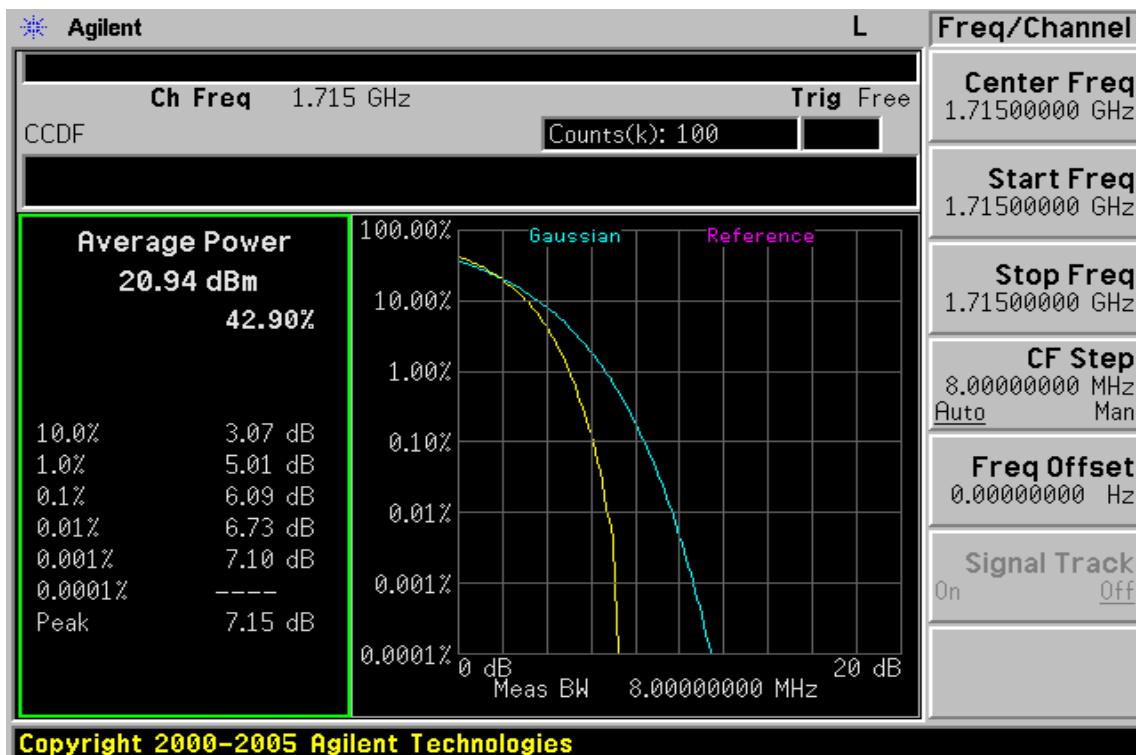 Agilent L
Ch Freq 1.715 GHz Trig Free
CCDF Counts(k): 100
Average Power
20.94 dBm
42.90%
10.0% 3.07 dB
1.0% 5.01 dB
0.1% 6.09 dB
0.01% 6.73 dB
0.001% 7.10 dB
0.0001% ----
Peak 7.15 dB
Gaussian Reference
100.00%
10.00%
1.00%
0.10%
0.01%
0.001%
0.0001%
0 dB 20 dB
Meas BW 8.00000000 MHz
Freq/Channel
Center Freq
1.71500000 GHz
Start Freq
1.71500000 GHz
Stop Freq
1.71500000 GHz
CF Step
8.00000000 MHz
Auto Man
Freq Offset
0.00000000 Hz
Signal Track
On Off
Copyright 2000-2005 Agilent Technologies